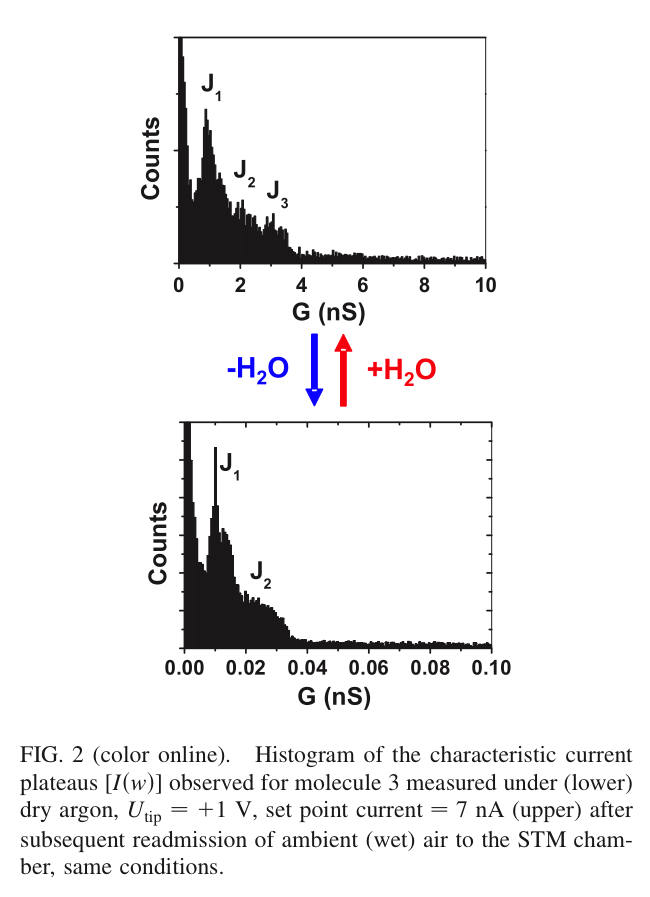 J1
J2
J3
Counts
0 2 4 6 8 10
G (nS)
-H2O +H2O
J1
J2
Counts
0.00 0.02 0.04 0.06 0.08 0.10
G (nS)
FIG. 2 (color online). Histogram of the characteristic current
plateaus [I(w)] observed for molecule 3 measured under (lower)
dry argon, Utip = +1 V, set point current = 7 nA (upper) after
subsequent readmission of ambient (wet) air to the STM cham-
ber, same conditions.